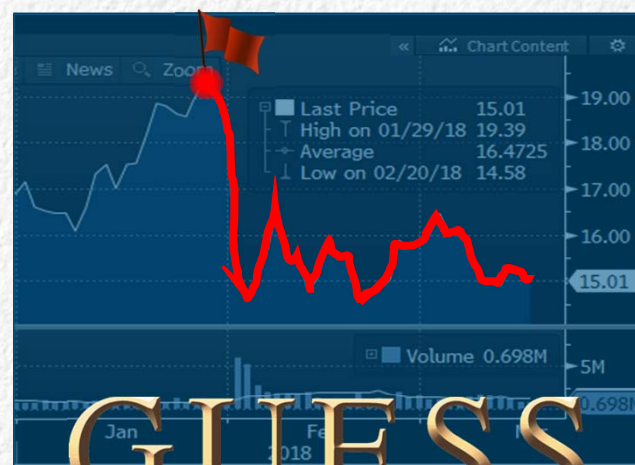 « Chart Content
News Zoom
Last Price 15.01
High on 01/29/18 19.39
Average 16.4725
Low on 02/20/18 14.58
19.00
18.00
17.00
16.00
15.01
Volume 0.698M
5M
0.698M
Jan
2018
GUESS